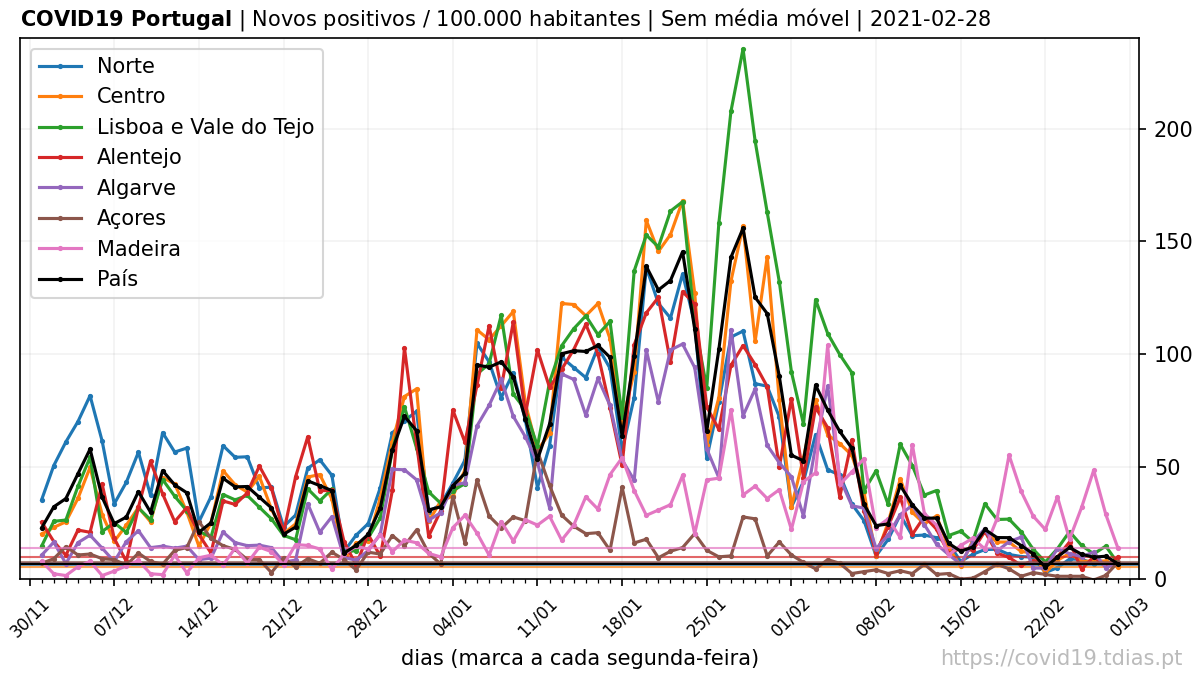 COVID19 Portugal | Novos positivos / 100.000 habitantes | Sem média móvel | 2021-02-28
Norte
Centro
Lisboa e Vale do Tejo
Alentejo
Algarve
Açores
Madeira
País
200
150
100
50
0
30/11
07/12
14/12
21/12
28/12
04/01
11/01
18/01
25/01
01/02
08/02
15/02
22/02
01/03
dias (marca a cada segunda-feira)
https://covid19.tdias.pt